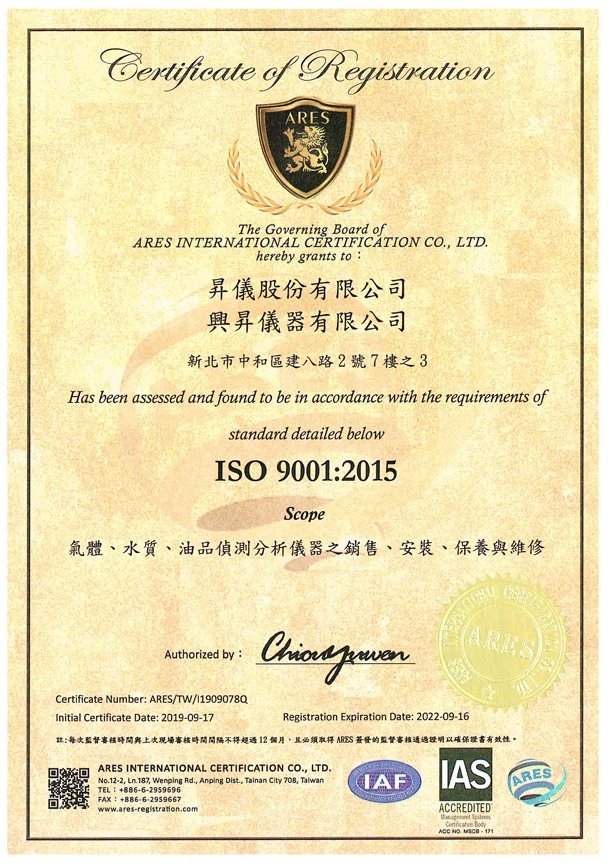 Certificate of Registration
ARES
The Governing Board of
ARES INTERNATIONAL CERTIFICATION CO., LTD.
hereby grants to：
昇儀股份有限公司
興昇儀器有限公司
新北市中和區建八路2號7樓之3
Has been assessed and found to be in accordance with the requirements of
standard detailed below
ISO 9001:2015
Scope
氣體、水質、油品偵測分析儀器之銷售、安裝、保養與維修
Authorized by：
Certificate Number: ARES/TW/i1909078Q
Initial Certificate Date: 2019-09-17
Registration Expiration Date: 2022-09-16
註:每次監督審核時間與上次現場審核時間間隔不得超過12個月，且必須取得ARES簽發的監督審核通過證明以確保證書有效性。
ARES INTERNATIONAL CERTIFICATION CO., LTD.
No.12-2, Ln.187, Wenping Rd., Anping Dist., Tainan City 708, Taiwan
TEL：+886-6-2959696
FAX：+886-6-2959667
www.ares-registration.com
IAF
IAS
ACCREDITED
Management Systems
Certification Body
ACC NO. MSCB - 171
ARES
ARES